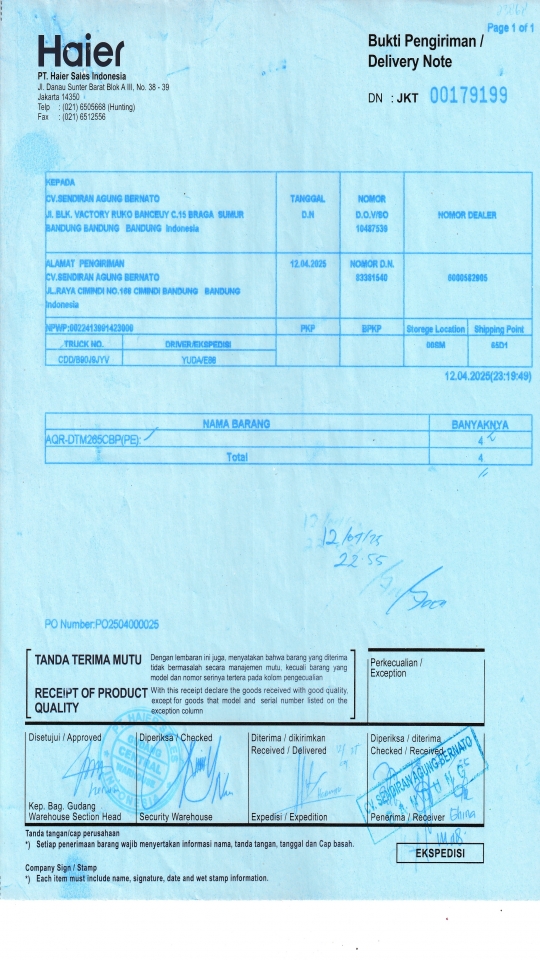 Page 1 of 1
Haier
PT. Haier Sales Indonesia
Jl. Danau Sunter Barat Blok A III, No. 38 - 39
Jakarta 14350
Telp : (021) 6505668 (Hunting)
Fax : (021) 6512556
Bukti Pengiriman /
Delivery Note
DN : JKT 00179199
KEPADA
CV.SENDIRAN AGUNG BERNATO
JL. BLK. VACTORY RUKO BANCEUY C.15 BRAGA SUMUR
BANDUNG BANDUNG BANDUNG Indonesia
TANGGAL
D.N
NOMOR
D.O.V/SO
10487539
NOMOR DEALER
ALAMAT PENGIRIMAN
CV.SENDIRAN AGUNG BERNATO
JL.RAYA CIMINDI NO.169 CIMINDI BANDUNG BANDUNG
Indonesia
12.04.2025
NOMOR D.N.
83391540
0000582985
NPWP:0022413901423000
PKP
BPKP
Storege Location
Shipping Point
TRUCK NO.
DRIVER/EKSPEDISI
65D1
YUDA/E88
12.04.2025(23:19:49)
NAMA BARANG
BANYAKNYA
AQR-DTM265CBP(PE):
4
Total
4
22.55
PO Number:PO2504000025
TANDA TERIMA MUTU
Dengan lembaran ini juga, menyatakan bahwa barang yang diterima
tidak bermasalah secara manajemen mutu, kecuali barang yang
model dan nomor serinya tertera pada kolom pengecualian
RECEIPT OF PRODUCT
QUALITY
With this receipt declare the goods received with good quality,
except for goods that model and serial number listed on the
exception column
Perkecualian /
Exception
Disetujui / Approved
Diperiksa / Checked
Diterima / dikirimkan
Received / Delivered
Diperiksa / diterima
Checked / Received
CENTRAL
CV. SENDIRAN AGUNG BERNATO
Kep. Bag. Gudang
Warehouse Section Head
Security Warehouse
Expedisi / Expedition
Penerima / Receiver
Tanda tangan/cap perusahaan
*) Setiap penerimaan barang wajib menyertakan informasi nama, tanda tangan, tanggal dan Cap basah.
EKSPEDISI
Company Sign / Stamp
*) Each item must include name, signature, date and wet stamp information.